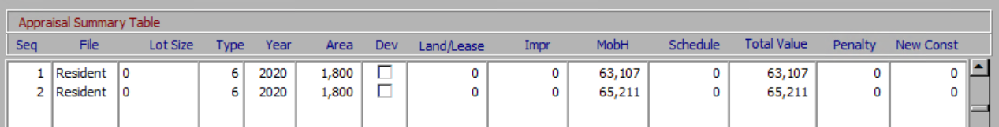 Appraisal Summary Table
Seq File Lot Size Type Year Area Dev Land/Lease Impr MobH Schedule Total Value Penalty New Const
1 Resident 0 6 2020 1,800 0 0 63,107 0 63,107 0 0
2 Resident 0 6 2020 1,800 0 0 65,211 0 65,211 0 0